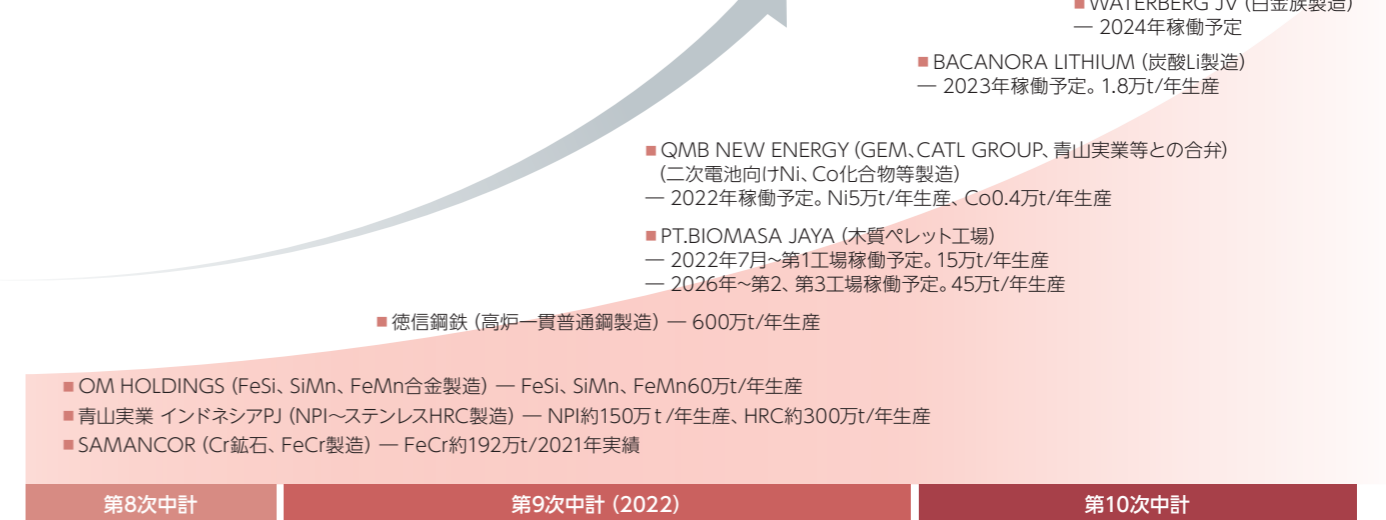 ■ WATERBERG JV（白金族製造）
— 2024年稼働予定
■ BACANORA LITHIUM（炭酸Li製造）
— 2023年稼働予定。1.8万t/年生産
■ QMB NEW ENERGY（GEM、CATL GROUP、青山実業等との合弁）
（二次電池向けNi、Co化合物等製造）
— 2022年稼働予定。Ni5万t/年生産、Co0.4万t/年生産
■ PT.BIOMASA JAYA（木質ペレット工場）
— 2022年7月~第1工場稼働予定。15万t/年生産
— 2026年~第2、第3工場稼働予定。45万t/年生産
■ 徳信鋼鉄（高炉一貫普通鋼製造）— 600万t/年生産
■ OM HOLDINGS（FeSi、SiMn、FeMn合金製造）— FeSi、SiMn、FeMn60万t/年生産
■ 青山実業 インドネシアPJ（NPI～ステンレスHRC製造）— NPI約150万t/年生産、HRC約300万t/年生産
■ SAMANCOR（Cr鉱石、FeCr製造）— FeCr約192万t/2021年実績
第8次中計 第9次中計（2022） 第10次中計